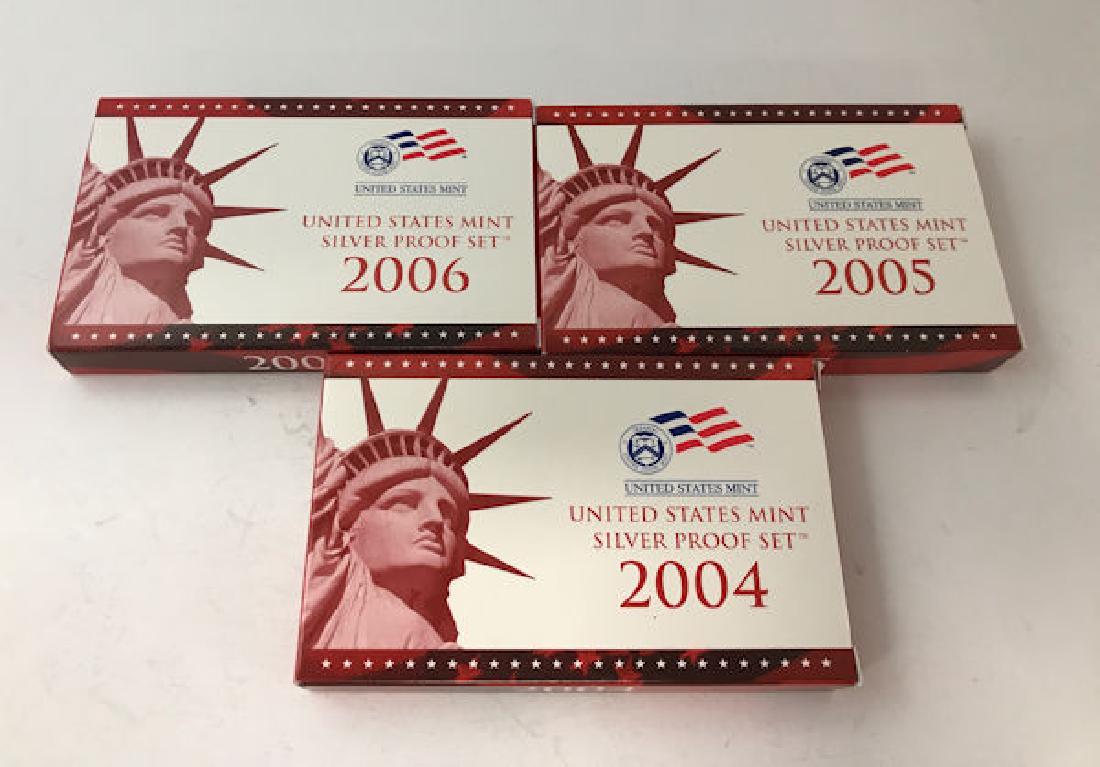 UNITED STATES MINT
UNITED STATES MINT
SILVER PROOF SET™
2006
200
UNITED STATES MINT
UNITED STATES MINT
SILVER PROOF SET™
2005
UNITED STATES MINT
UNITED STATES MINT
SILVER PROOF SET™
2004